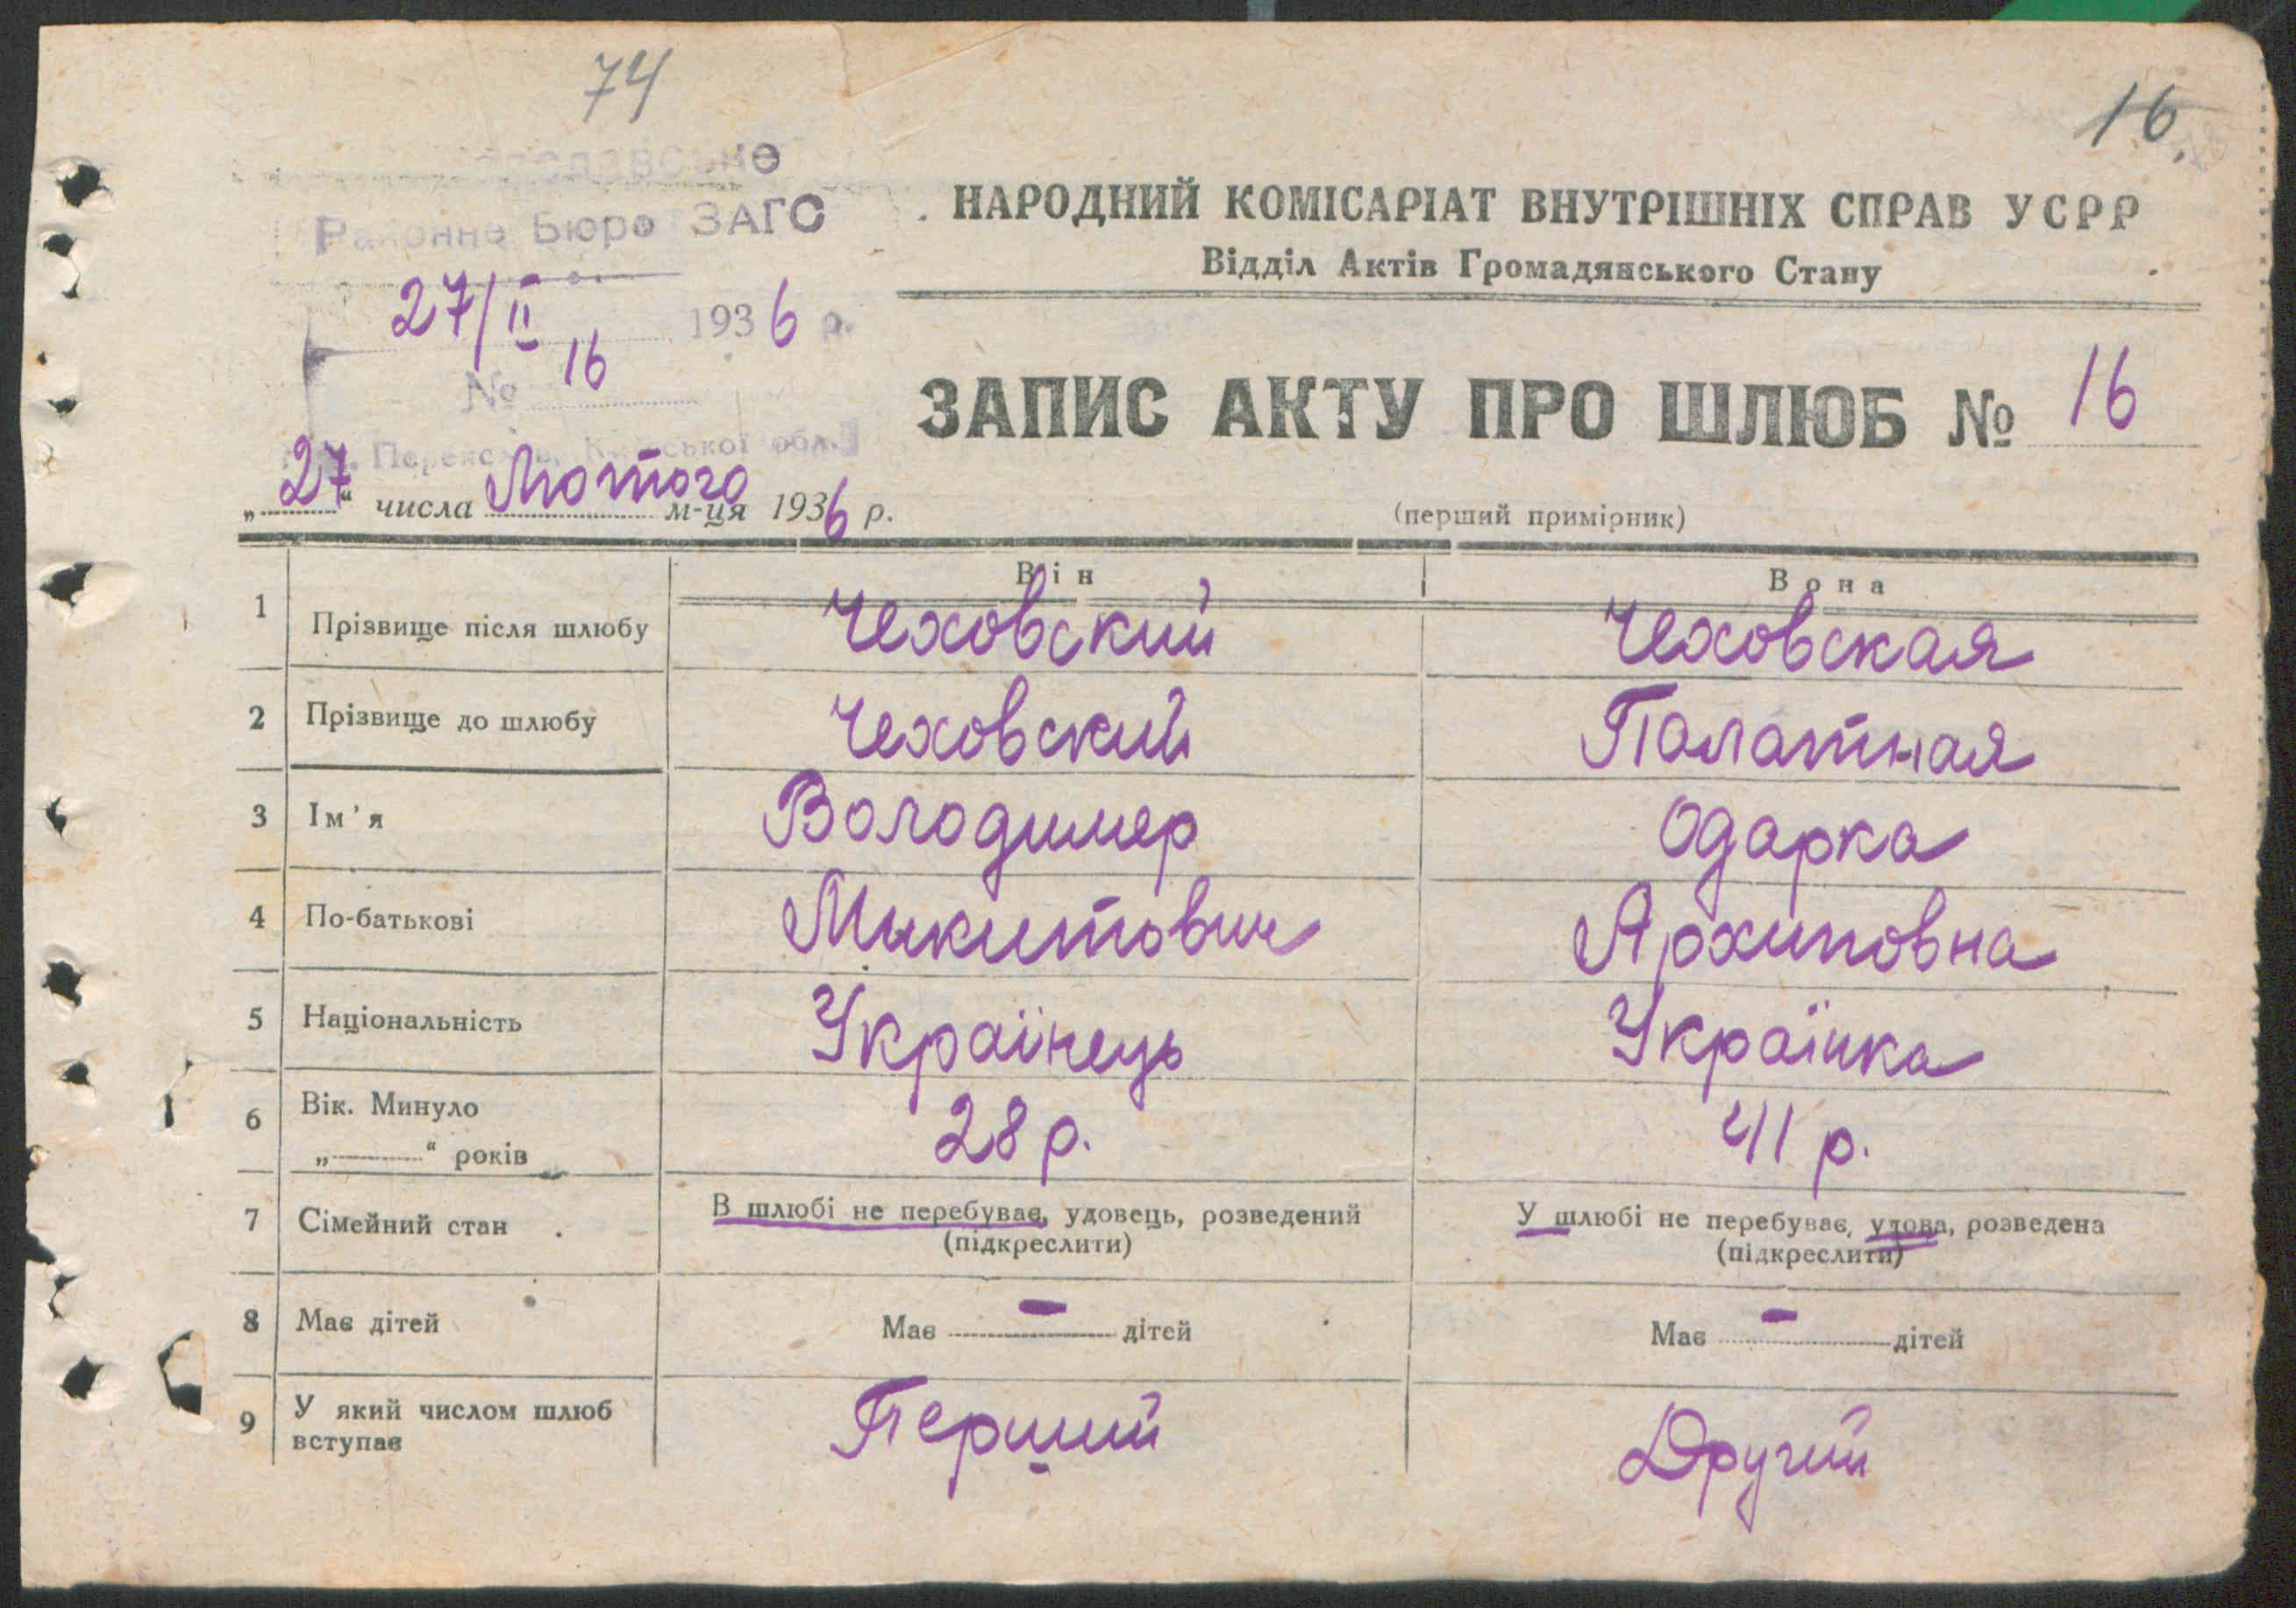 74
16
Районне Бюро ЗАГС
27/II 1936 р.
№ 16
м. Переяслів, Київської обл.
НАРОДНИЙ КОМІСАРІАТ ВНУТРІШНІХ СПРАВ УСРР
Відділ Актів Громадянського Стану
ЗАПИС АКТУ ПРО ШЛЮБ № 16
„27“ числа Лютого м-ця 1936 р.
(перший примірник)
Він Вона
1 Прізвище після шлюбу Чеховский Чеховская
2 Прізвище до шлюбу Чеховский Палатная
3 Ім'я Володимер Одарка
4 По-батькові Микитович Архиповна
5 Національність Українець Українка
6 Вік. Минуло 28 р. 41 р.
„ “ років
7 Сімейний стан В шлюбі не перебуває, удовець, розведений У шлюбі не перебуває, удова, розведена
(підкреслити) (підкреслити)
8 Має дітей Має — дітей Має — дітей
9 У який числом шлюб Перший Другий
вступає